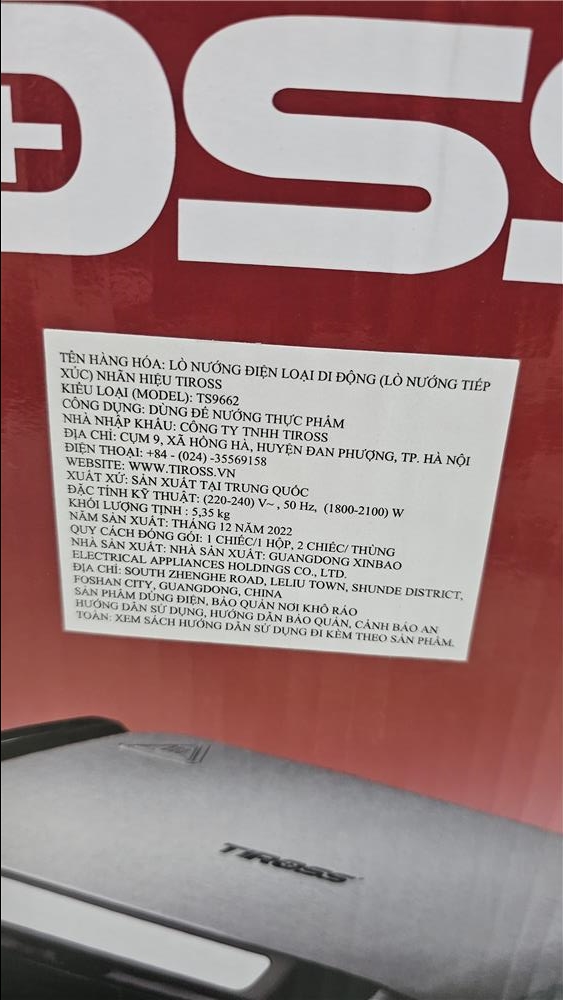 OSS
TÊN HÀNG HÓA: LÒ NƯỚNG ĐIỆN LOẠI DI ĐỘNG (LÒ NƯỚNG TIẾP
XÚC) NHÃN HIỆU TIROSS
KIỂU LOẠI (MODEL): TS9662
CÔNG DỤNG: DÙNG ĐỂ NƯỚNG THỰC PHẨM
NHÀ NHẬP KHẨU: CÔNG TY TNHH TIROSS
ĐỊA CHỈ: CỤM 9, XÃ HỒNG HÀ, HUYỆN ĐAN PHƯỢNG, TP. HÀ NỘI
ĐIỆN THOẠI: +84 - (024) -35569158
WEBSITE: WWW.TIROSS.VN
XUẤT XỨ: SẢN XUẤT TẠI TRUNG QUỐC
ĐẶC TÍNH KỸ THUẬT: (220-240) V~ , 50 Hz, (1800-2100) W
KHỐI LƯỢNG TỊNH : 5,35 kg
NĂM SẢN XUẤT: THÁNG 12 NĂM 2022
QUY CÁCH ĐÓNG GÓI: 1 CHIẾC/1 HỘP, 2 CHIẾC/ THÙNG
NHÀ SẢN XUẤT: NHÀ SẢN XUẤT: GUANGDONG XINBAO
ELECTRICAL APPLIANCES HOLDINGS CO., LTD.
ĐỊA CHỈ: SOUTH ZHENGHE ROAD, LELIU TOWN, SHUNDE DISTRICT,
FOSHAN CITY, GUANGDONG, CHINA
SẢN PHẨM DÙNG ĐIỆN, BẢO QUẢN NƠI KHÔ RÁO
HƯỚNG DẪN SỬ DỤNG, HƯỚNG DẪN BẢO QUẢN, CẢNH BÁO AN
TOÀN: XEM SÁCH HƯỚNG DẪN SỬ DỤNG ĐI KÈM THEO SẢN PHẨM.
TIROSS